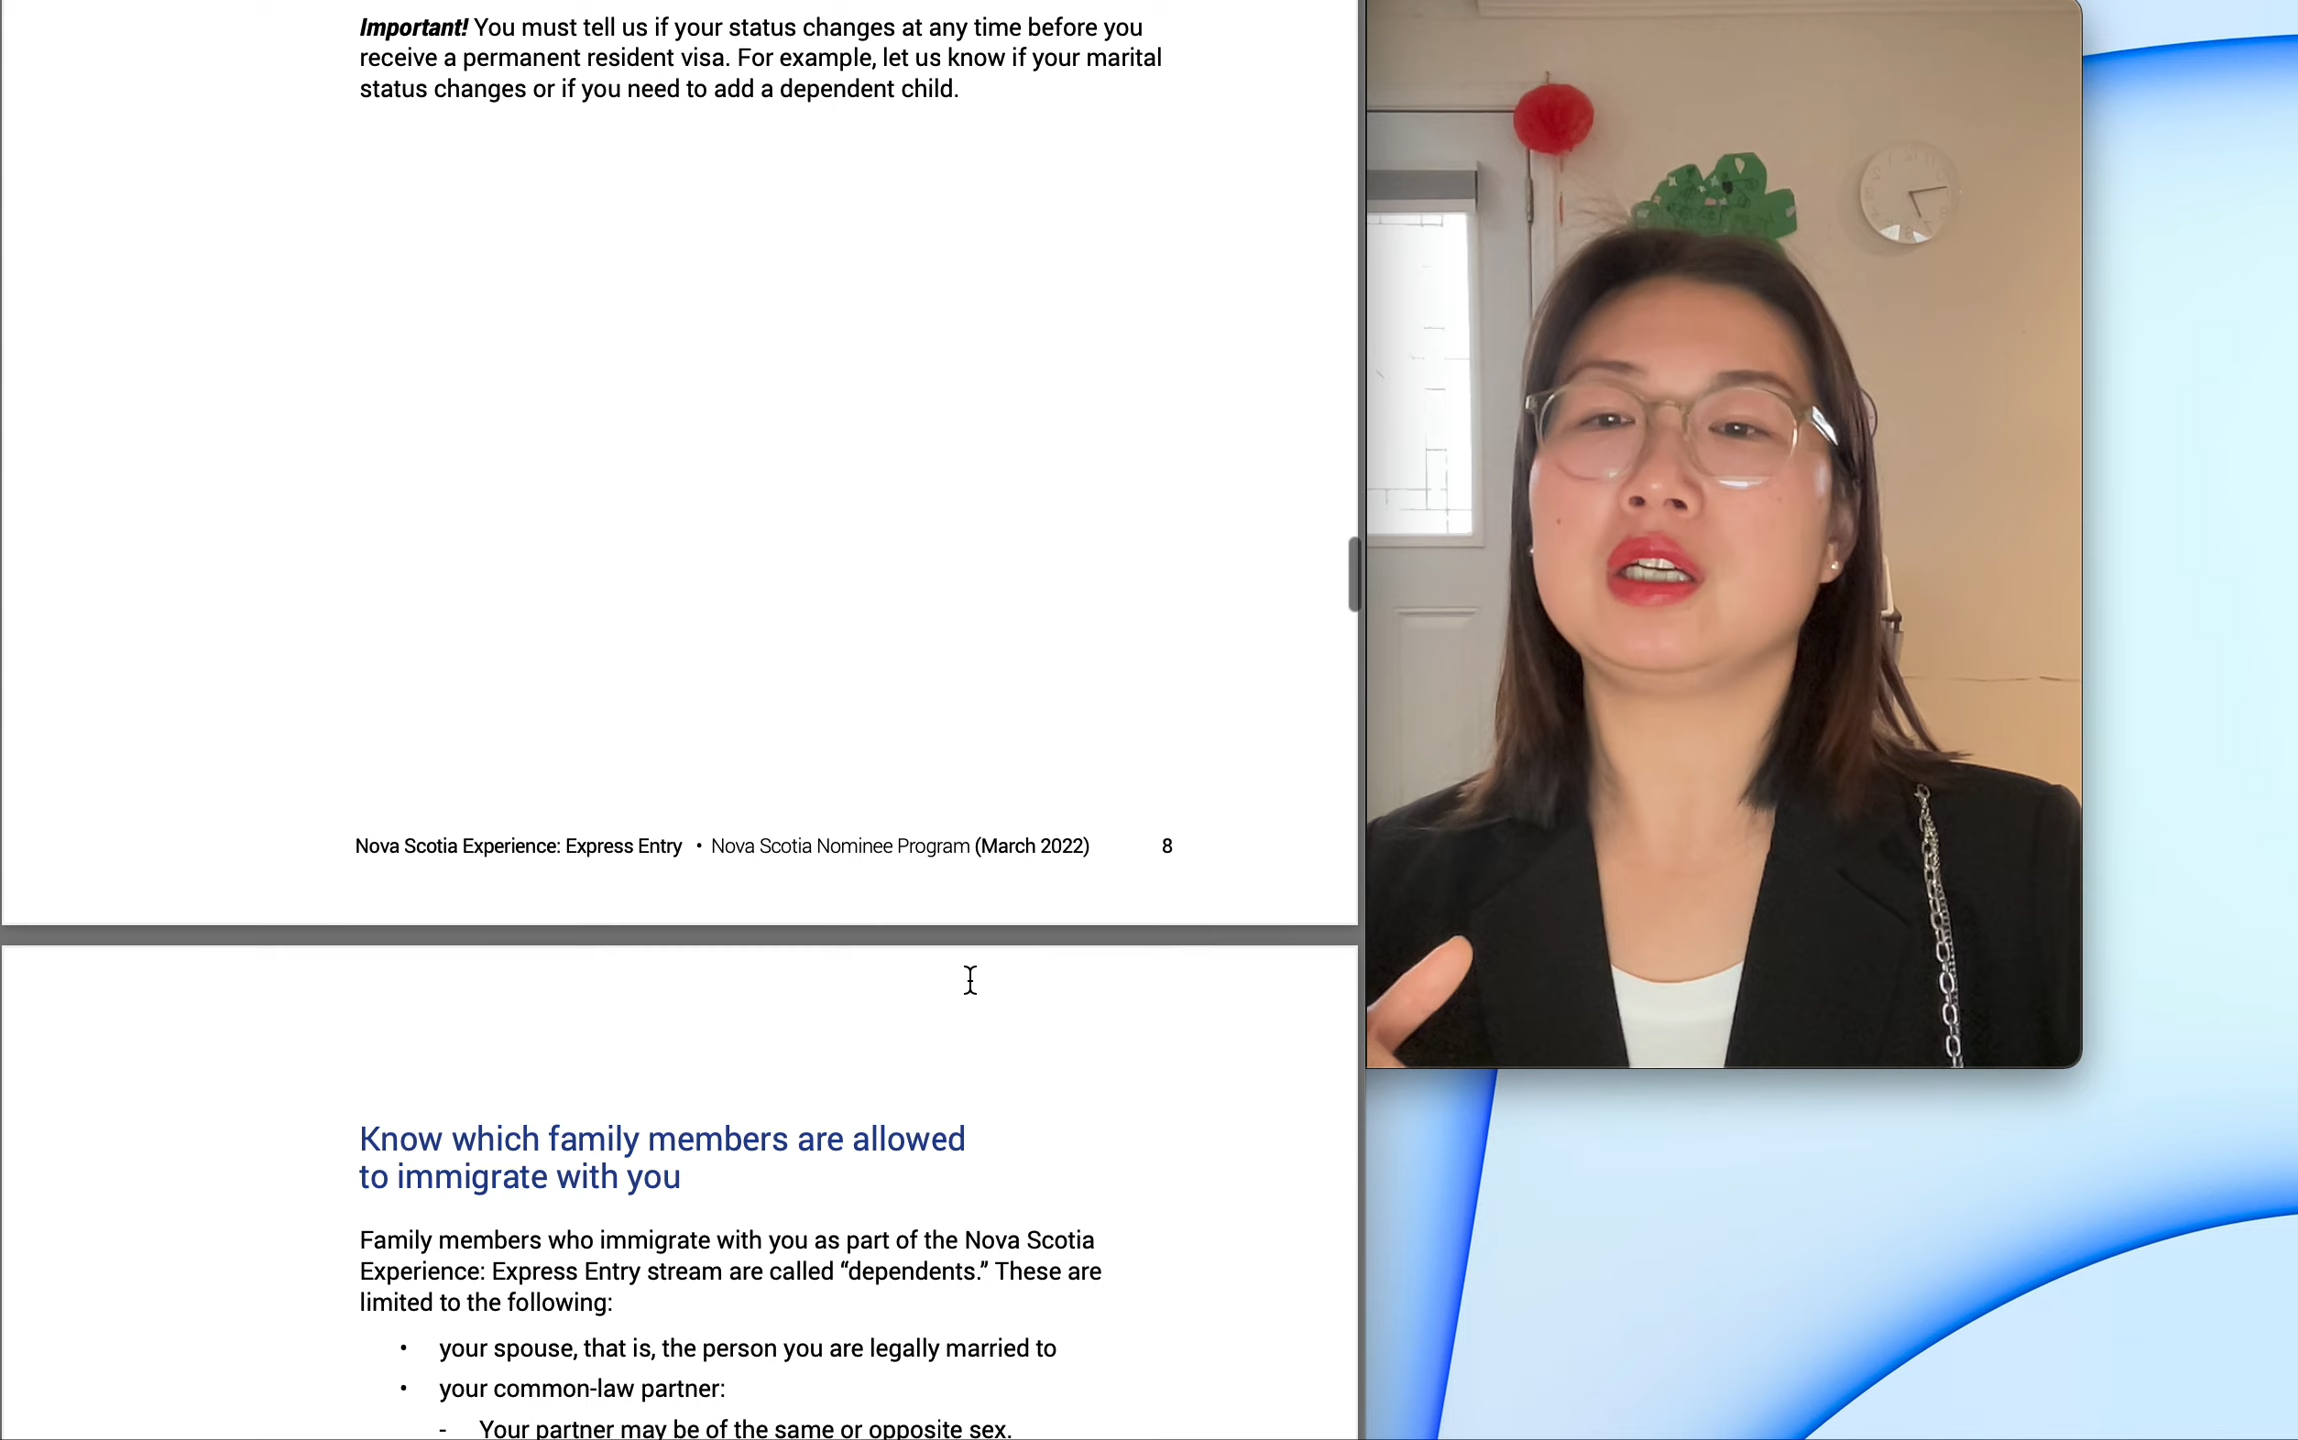 Important! You must tell us if your status changes at any time before you
receive a permanent resident visa. For example, let us know if your marital
status changes or if you need to add a dependent child.
Nova Scotia Experience: Express Entry • Nova Scotia Nominee Program (March 2022) 8
Know which family members are allowed
to immigrate with you
Family members who immigrate with you as part of the Nova Scotia
Experience: Express Entry stream are called “dependents.” These are
limited to the following:
• your spouse, that is, the person you are legally married to
• your common-law partner:
- Your partner may be of the same or opposite sex.